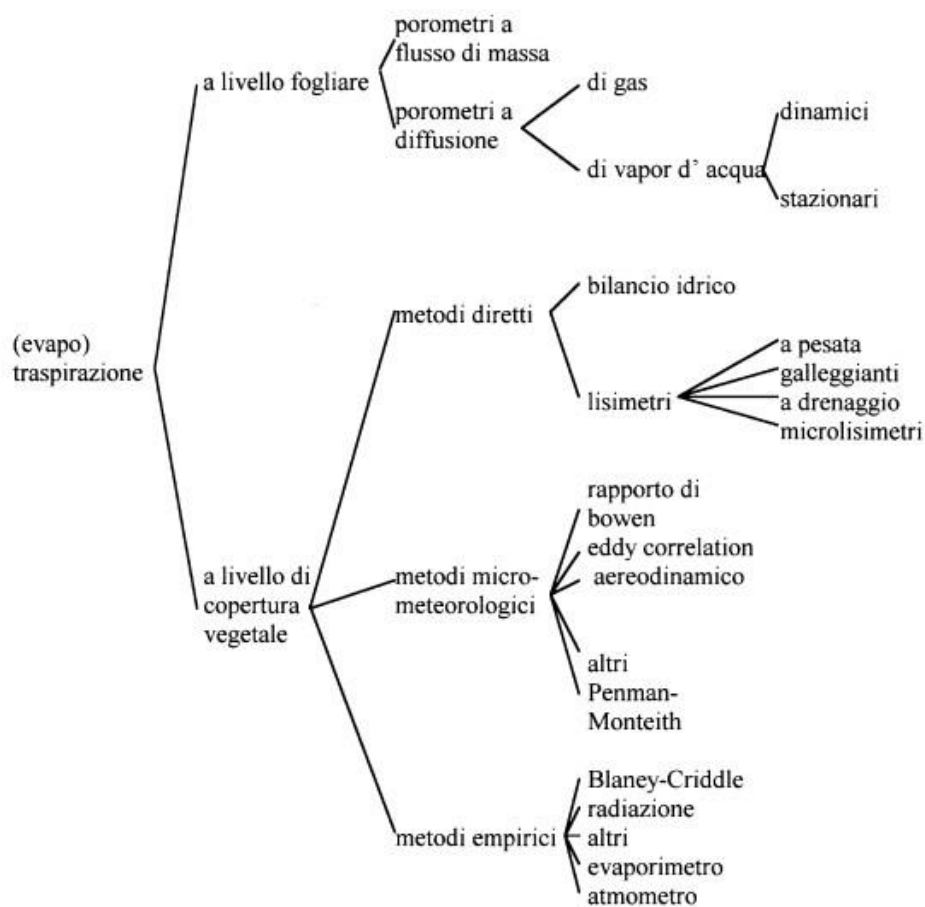 porometri a
flusso di massa
a livello fogliare
di gas
porometri a
diffusione
dinamici
di vapor d' acqua
stazionari
bilancio idrico
metodi diretti
(evapo)
traspirazione
a pesata
galleggianti
lisimetri
a drenaggio
microlisimetri
rapporto di
bowen
eddy correlation
aereodinamico
a livello di
copertura
vegetale
metodi micro-
meteorologici
altri
Penman-
Monteith
Blaney-Criddle
radiazione
metodi empirici
altri
evaporimetro
atmometro